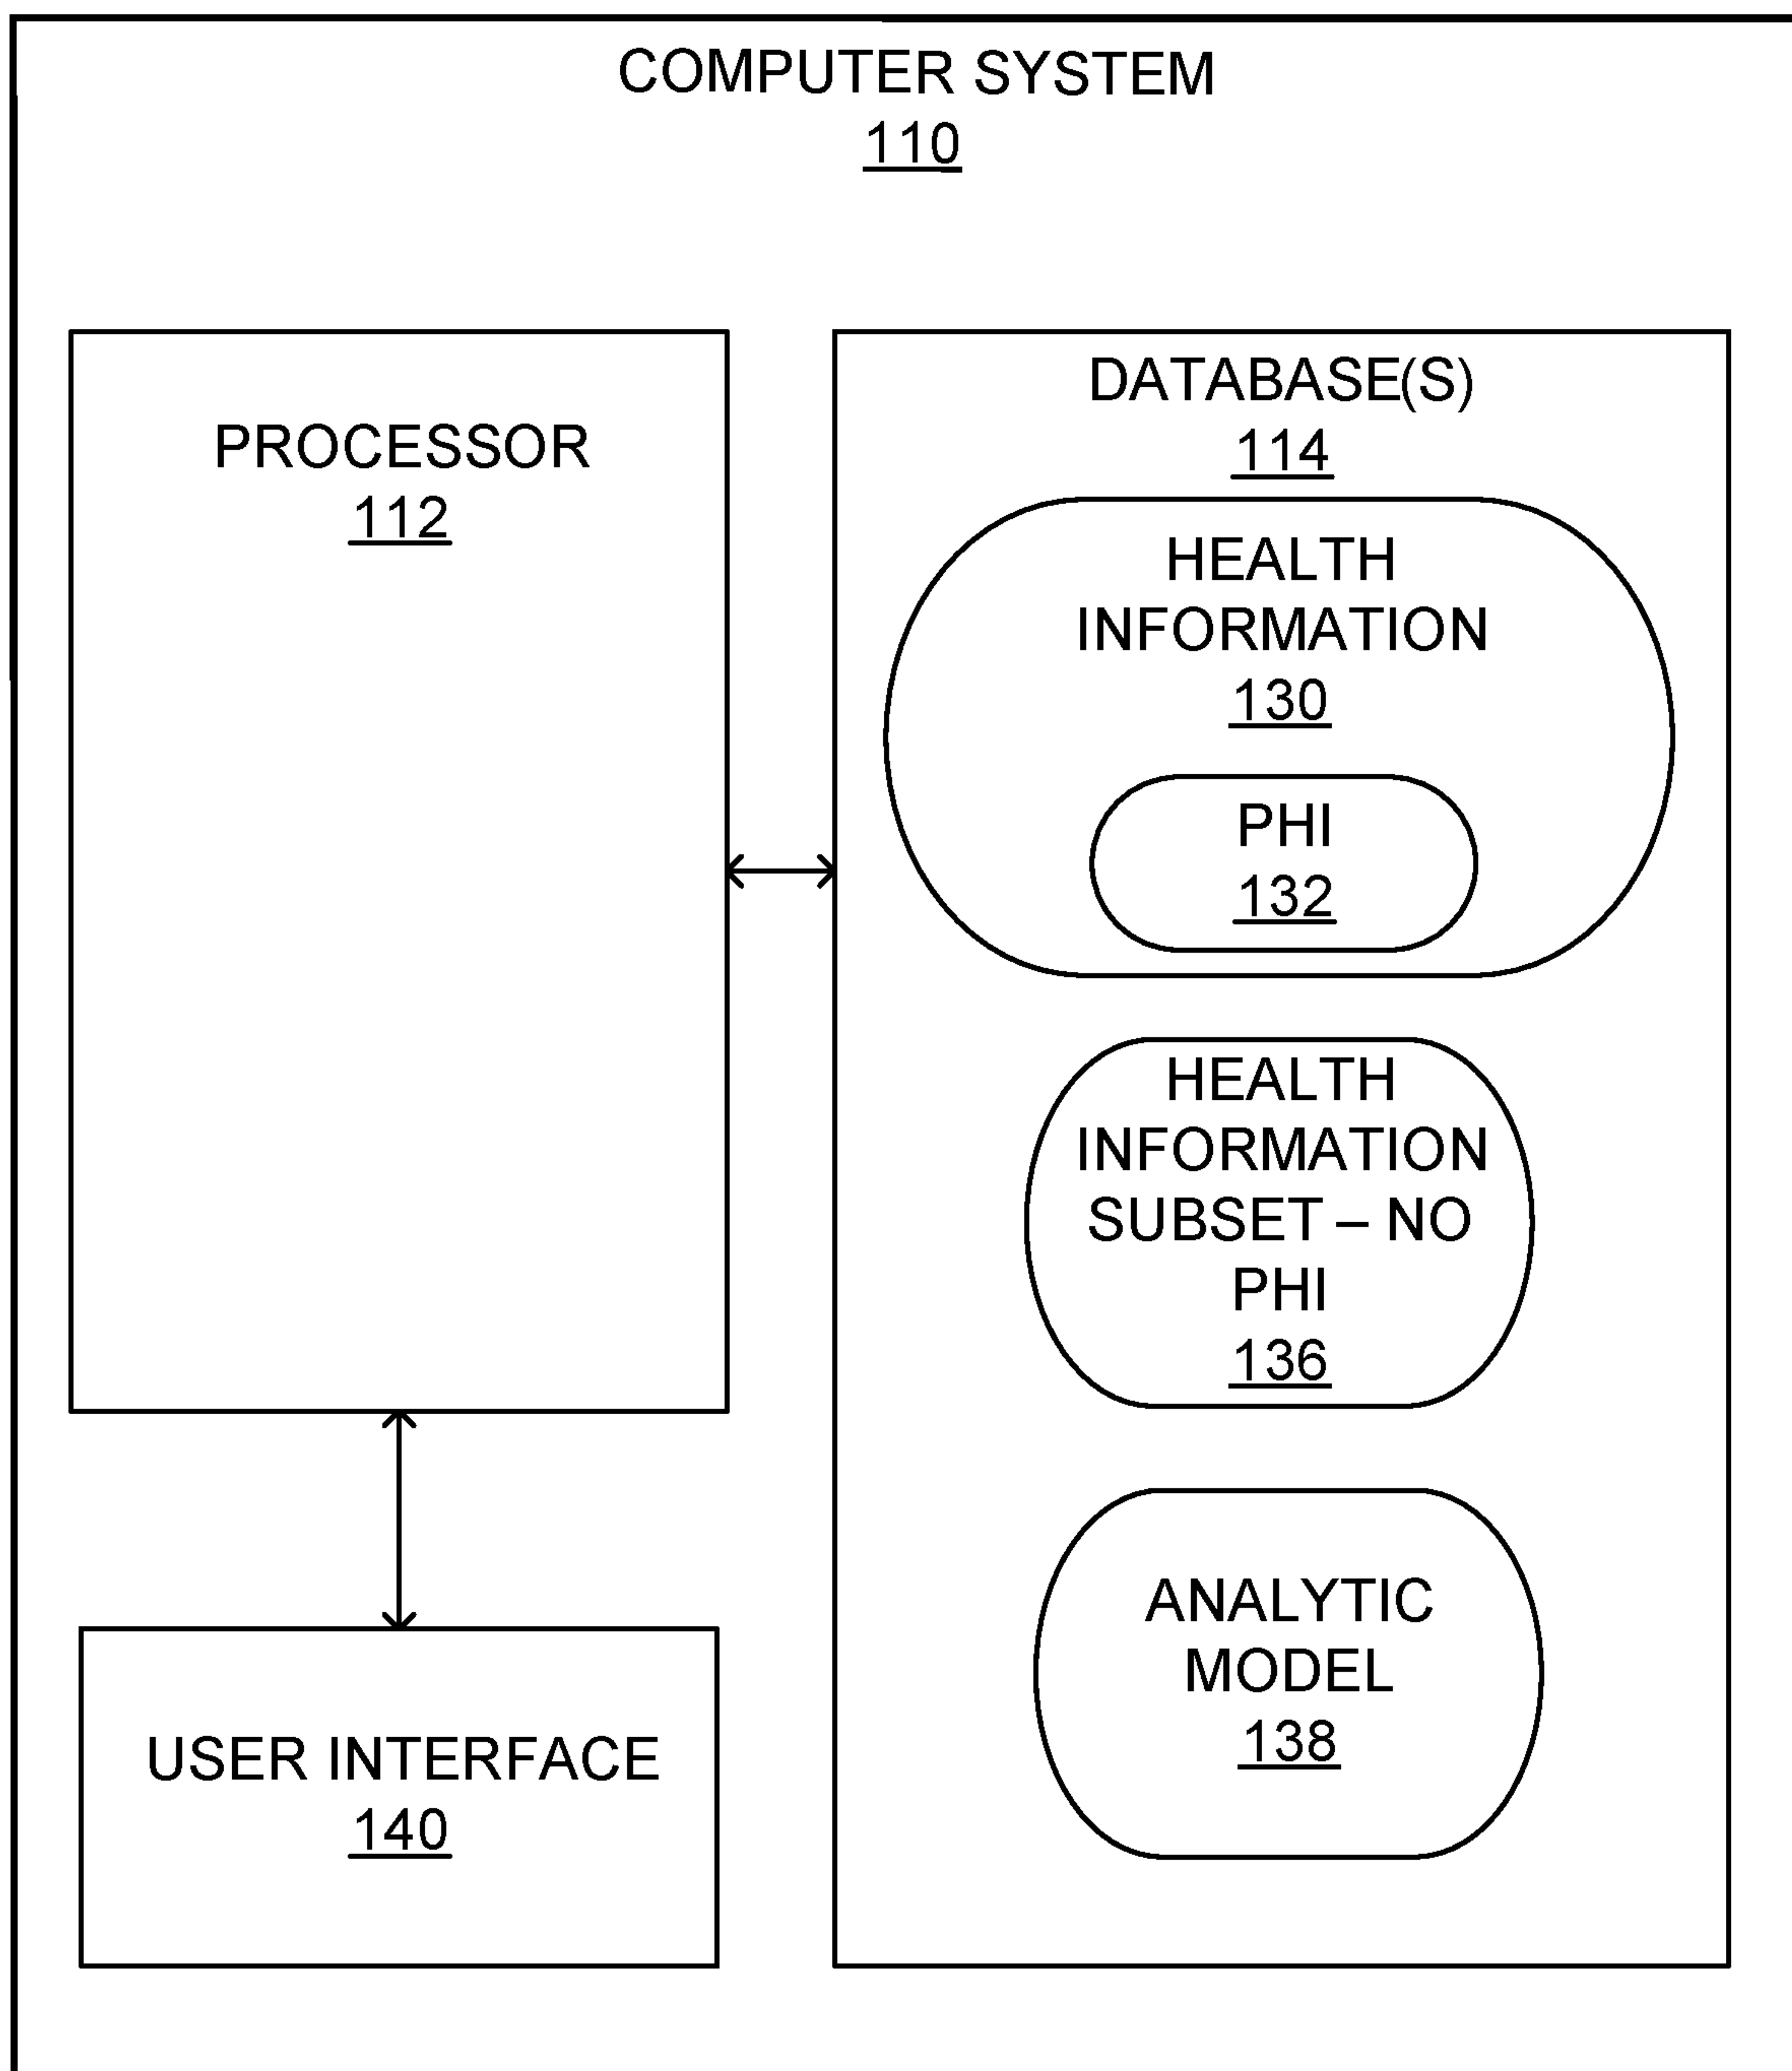 COMPUTER SYSTEM
110
PROCESSOR
112
DATABASE(S)
114
HEALTH
INFORMATION
130
PHI
132
HEALTH
INFORMATION
SUBSET – NO
PHI
136
ANALYTIC
MODEL
138
USER INTERFACE
140